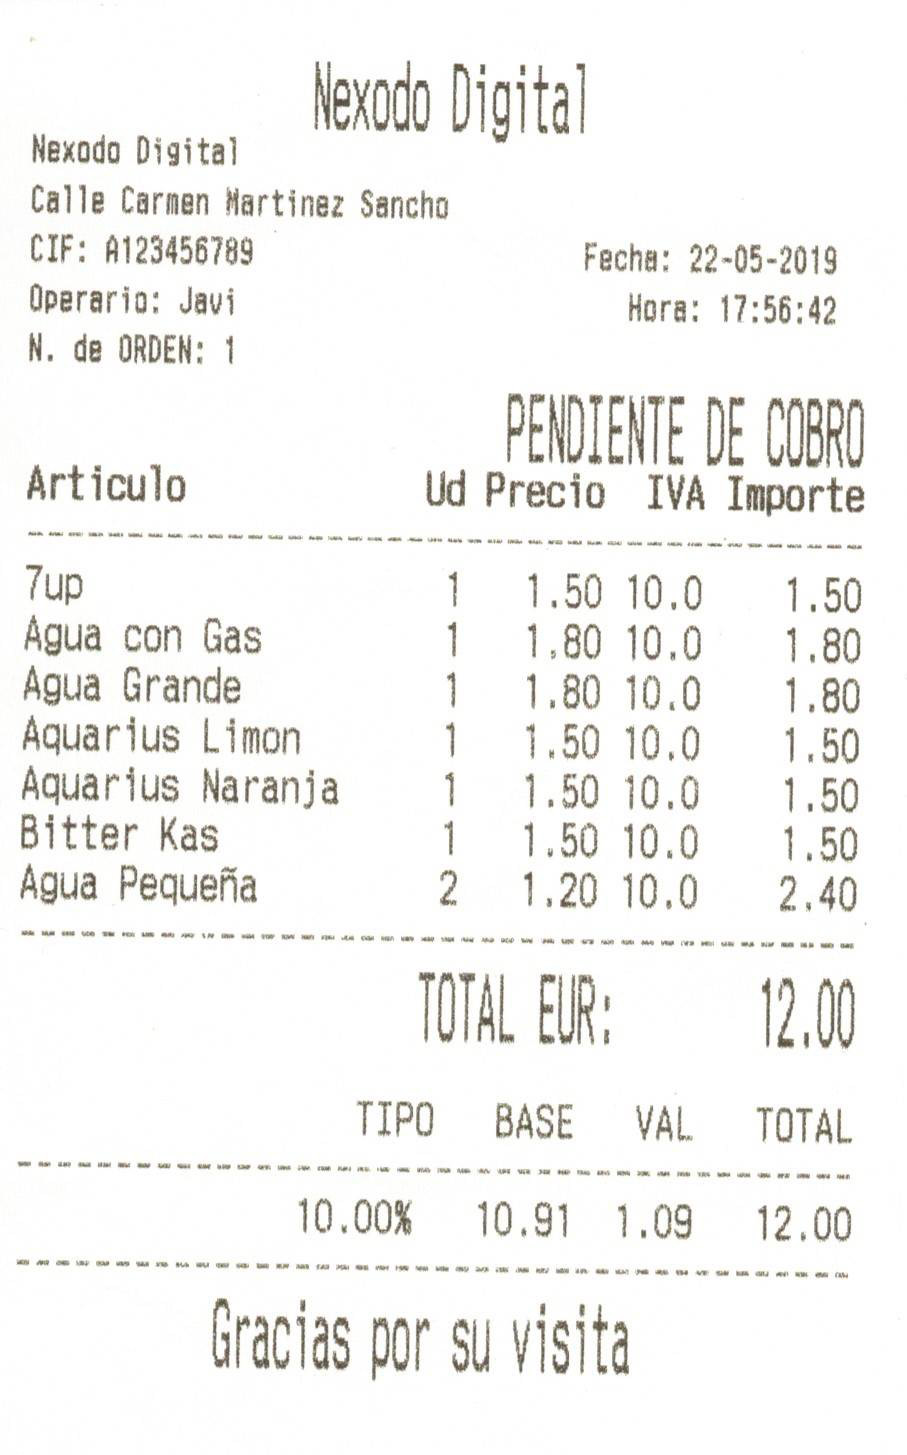 Nexodo Digital
Nexodo Digital
Calle Carmen Martinez Sancho
CIF: A123456789
Fecha: 22-05-2019
Operario: Javi
Hora: 17:56:42
N. de ORDEN: 1
PENDIENTE DE COBRO
Articulo Ud Precio IVA Importe
7up 1 1.50 10.0 1.50
Agua con Gas 1 1.80 10.0 1.80
Agua Grande 1 1.80 10.0 1.80
Aquarius Limon 1 1.50 10.0 1.50
Aquarius Naranja 1 1.50 10.0 1.50
Bitter Kas 1 1.50 10.0 1.50
Agua Pequeña 2 1.20 10.0 2.40
TOTAL EUR: 12.00
TIPO BASE VAL TOTAL
10.00% 10.91 1.09 12.00
Gracias por su visita